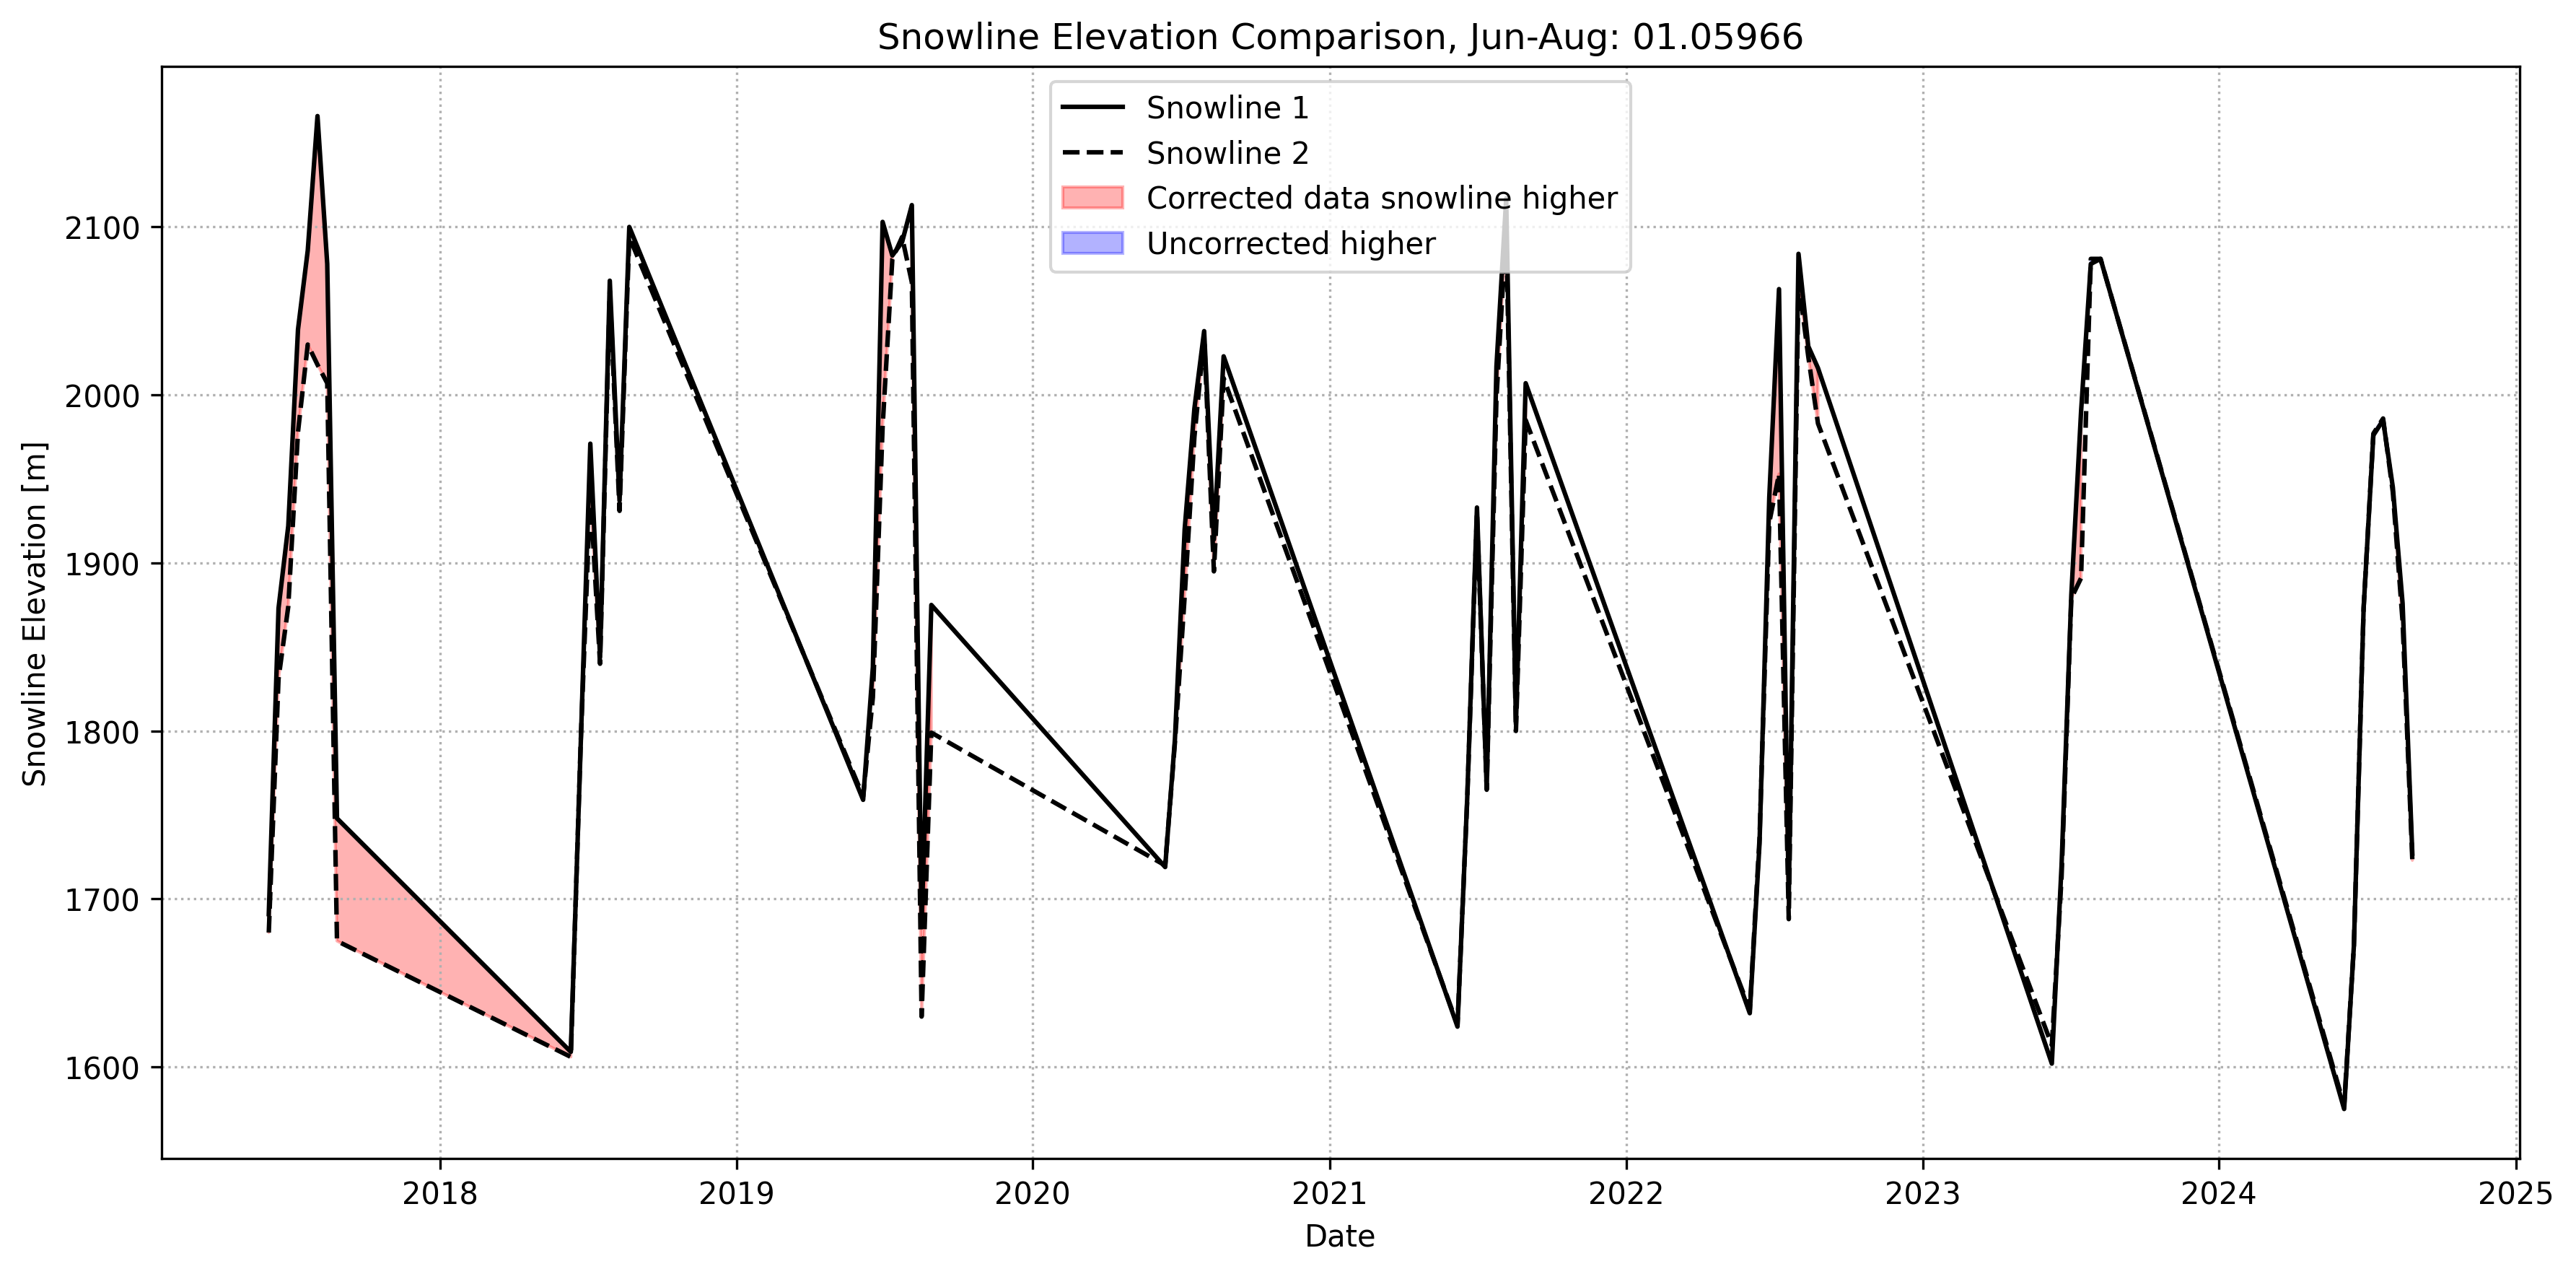 Snowline Elevation Comparison, Jun-Aug: 01.05966
Snowline 1
Snowline 2
Corrected data snowline higher
Uncorrected higher
Snowline Elevation [m]
2100
2000
1900
1800
1700
1600
2018
2019
2020
2021
2022
2023
2024
2025
Date